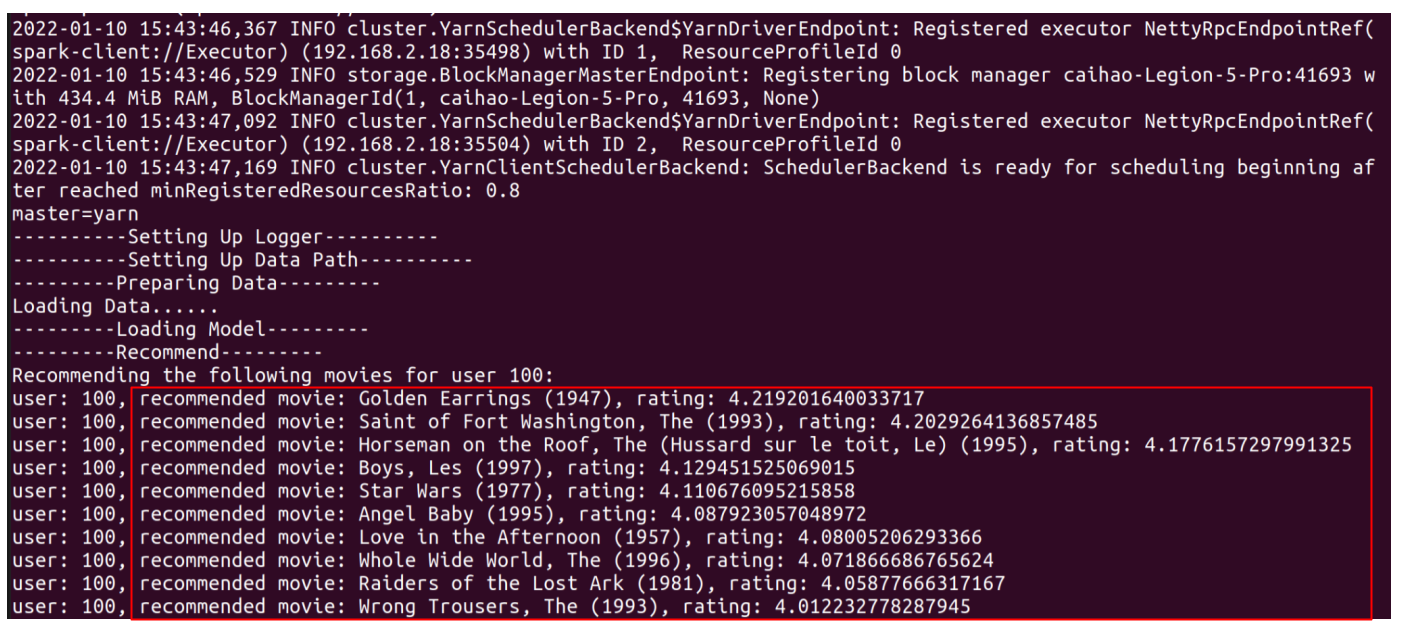 2022-01-10 15:43:46,367 INFO cluster.YarnSchedulerBackend$YarnDriverEndpoint: Registered executor NettyRpcEndpointRef(
spark-client://Executor) (192.168.2.18:35498) with ID 1,  ResourceProfileId 0
2022-01-10 15:43:46,529 INFO storage.BlockManagerMasterEndpoint: Registering block manager caihao-Legion-5-Pro:41693 w
ith 434.4 MiB RAM, BlockManagerId(1, caihao-Legion-5-Pro, 41693, None)
2022-01-10 15:43:47,092 INFO cluster.YarnSchedulerBackend$YarnDriverEndpoint: Registered executor NettyRpcEndpointRef(
spark-client://Executor) (192.168.2.18:35504) with ID 2,  ResourceProfileId 0
2022-01-10 15:43:47,169 INFO cluster.YarnClientSchedulerBackend: SchedulerBackend is ready for scheduling beginning af
ter reached minRegisteredResourcesRatio: 0.8
master=yarn
----------Setting Up Logger----------
----------Setting Up Data Path----------
---------Preparing Data---------
Loading Data......
---------Loading Model---------
---------Recommend---------
Recommending the following movies for user 100:
user: 100, recommended movie: Golden Earrings (1947), rating: 4.219201640033717
user: 100, recommended movie: Saint of Fort Washington, The (1993), rating: 4.2029264136857485
user: 100, recommended movie: Horseman on the Roof, The (Hussard sur le toit, Le) (1995), rating: 4.1776157297991325
user: 100, recommended movie: Boys, Les (1997), rating: 4.129451525069015
user: 100, recommended movie: Star Wars (1977), rating: 4.110676095215858
user: 100, recommended movie: Angel Baby (1995), rating: 4.087923057048972
user: 100, recommended movie: Love in the Afternoon (1957), rating: 4.08005206293366
user: 100, recommended movie: Whole Wide World, The (1996), rating: 4.071866686765624
user: 100, recommended movie: Raiders of the Lost Ark (1981), rating: 4.05877666317167
user: 100, recommended movie: Wrong Trousers, The (1993), rating: 4.012232778287945